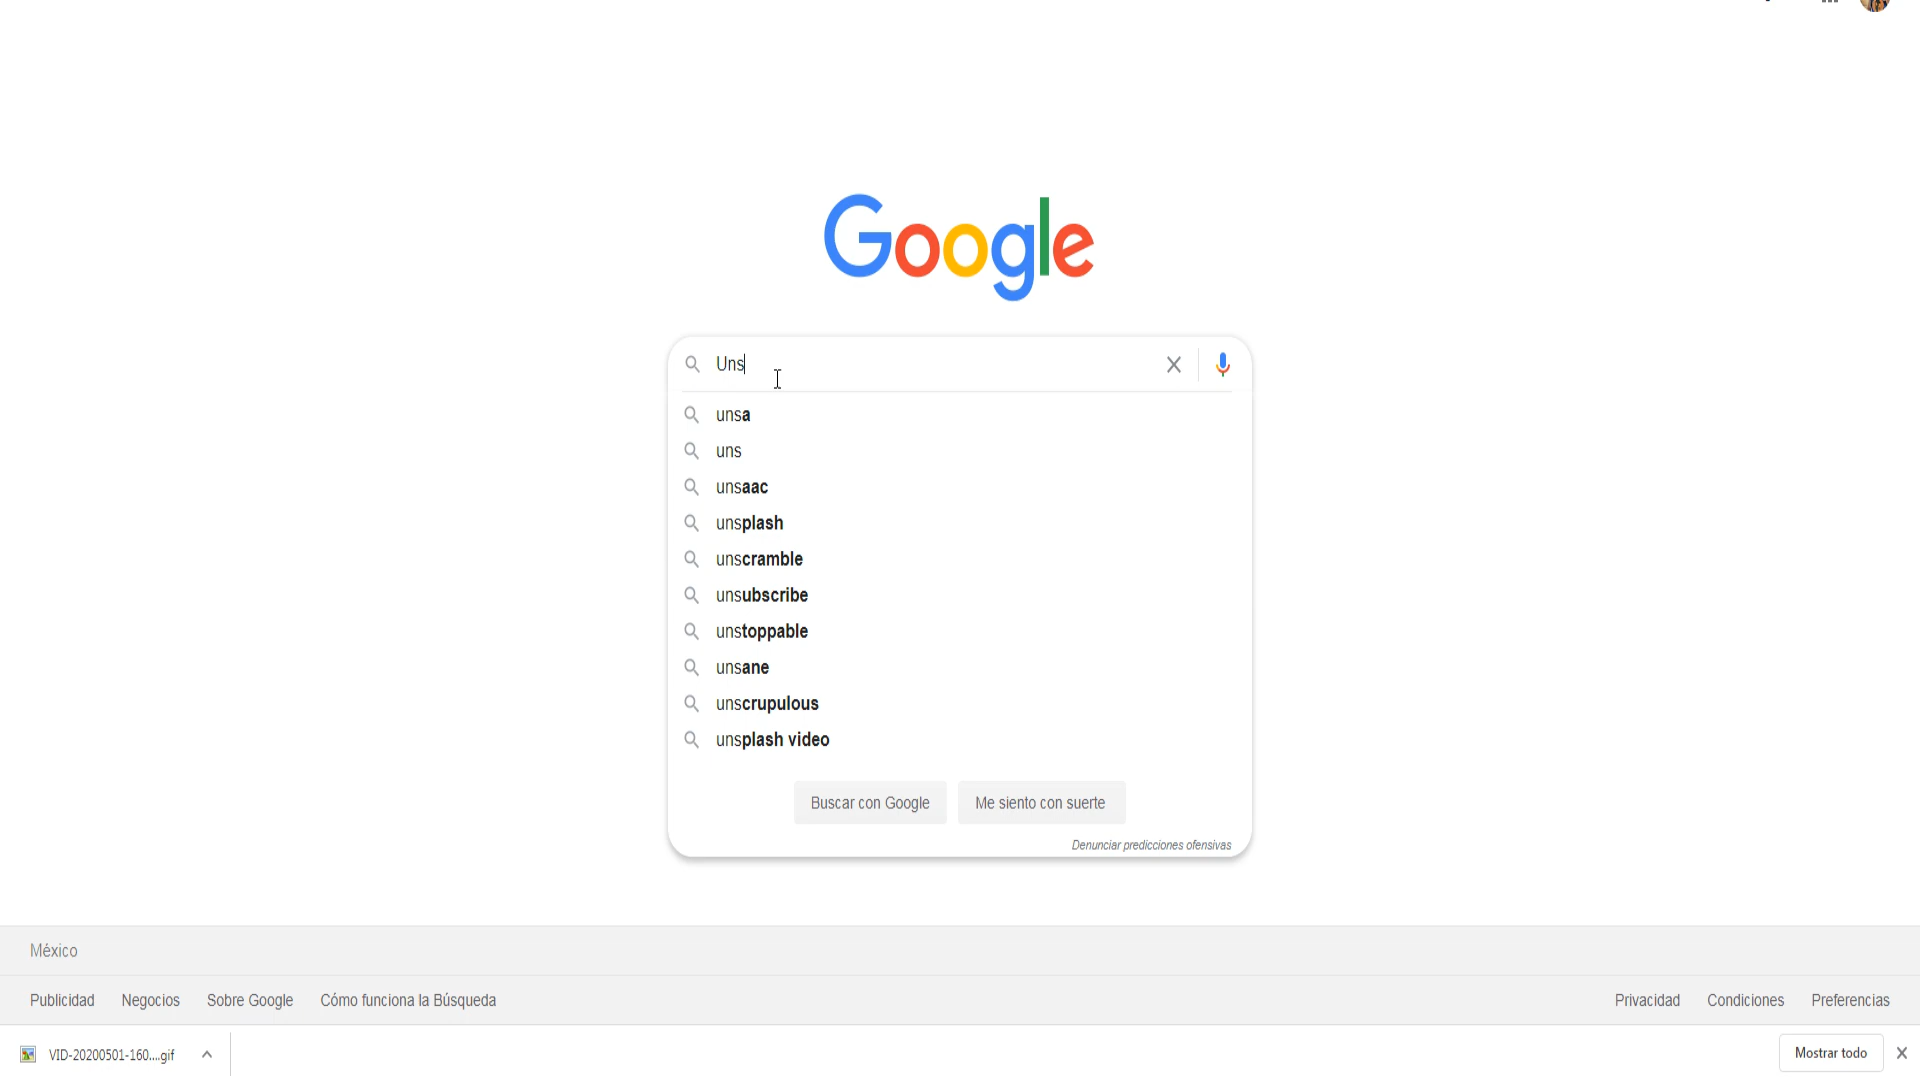 Google
Uns
unsa
uns
unsaac
unsplash
unscramble
unsubscribe
unstoppable
unsane
unscrupulous
unsplash video
Buscar con Google Me siento con suerte
Denunciar predicciones ofensivas
México
Publicidad Negocios Sobre Google Cómo funciona la Búsqueda Privacidad Condiciones Preferencias
VID-20200501-160....gif Mostrar todo